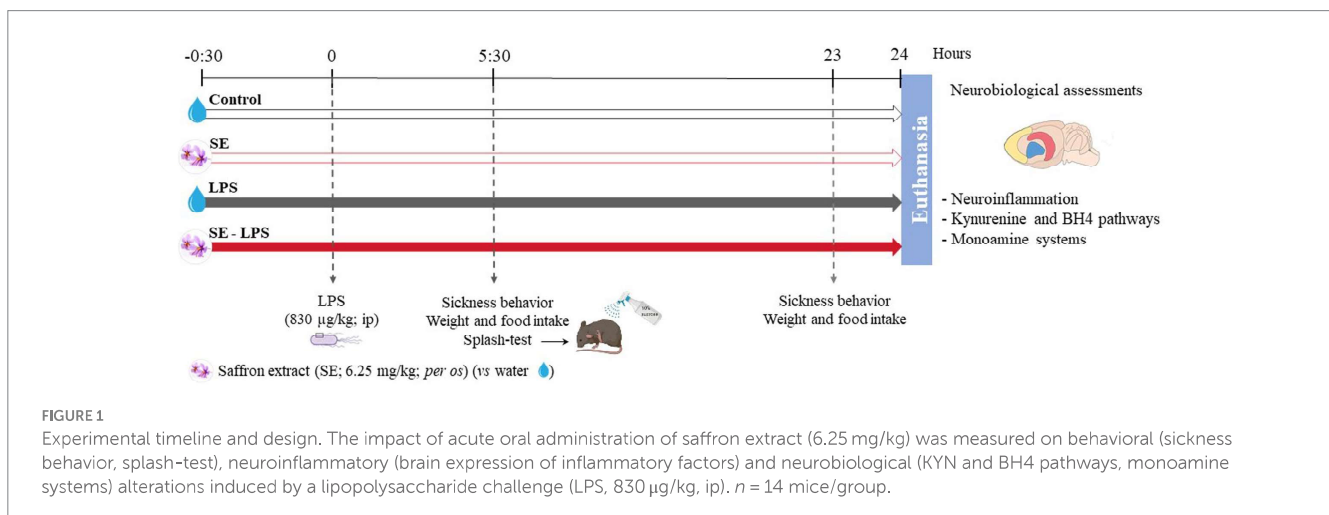 -0:30 0 5:30 23 24 Hours
Control
SE
LPS
SE - LPS
Euthanasia
Neurobiological assessments
- Neuroinflammation
- Kynurenine and BH4 pathways
- Monoamine systems
LPS
(830 µg/kg; ip)
Sickness behavior
Weight and food intake
Splash-test
Sickness behavior
Weight and food intake
Saffron extract (SE; 6.25 mg/kg; per os) (vs water )
FIGURE 1
Experimental timeline and design. The impact of acute oral administration of saffron extract (6.25 mg/kg) was measured on behavioral (sickness
behavior, splash-test), neuroinflammatory (brain expression of inflammatory factors) and neurobiological (KYN and BH4 pathways, monoamine
systems) alterations induced by a lipopolysaccharide challenge (LPS, 830 μg/kg, ip). n = 14 mice/group.